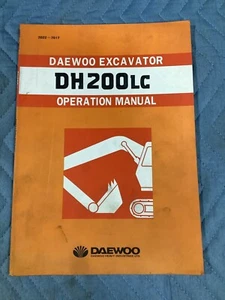 DAEWOO EXCAVATOR
DH200LC
OPERATION MANUAL
DAEWOO